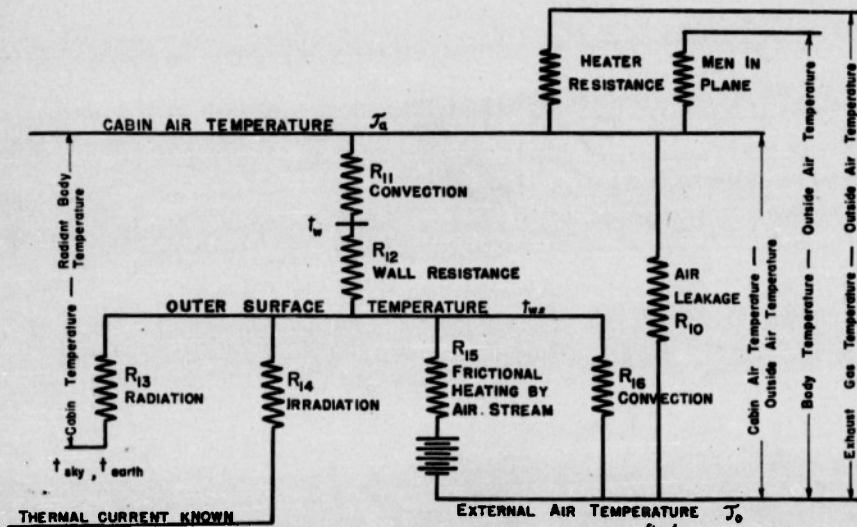 HEATER
RESISTANCE
MEN IN
PLANE
CABIN AIR TEMPERATURE Ta
R11
CONVECTION
tw
R12
WALL RESISTANCE
OUTER SURFACE TEMPERATURE tws
AIR
LEAKAGE
R10
R13
RADIATION
R14
IRRADIATION
R15
FRICTIONAL
HEATING BY
AIR STREAM
R16
CONVECTION
t sky , t earth
THERMAL CURRENT KNOWN
EXTERNAL AIR TEMPERATURE To
Cabin Temperature — Radiant Body
Temperature
Cabin Air Temperature —
Outside Air Temperature
Body Temperature — Outside Air Temperature
Exhaust Gas Temperature — Outside Air Temperature